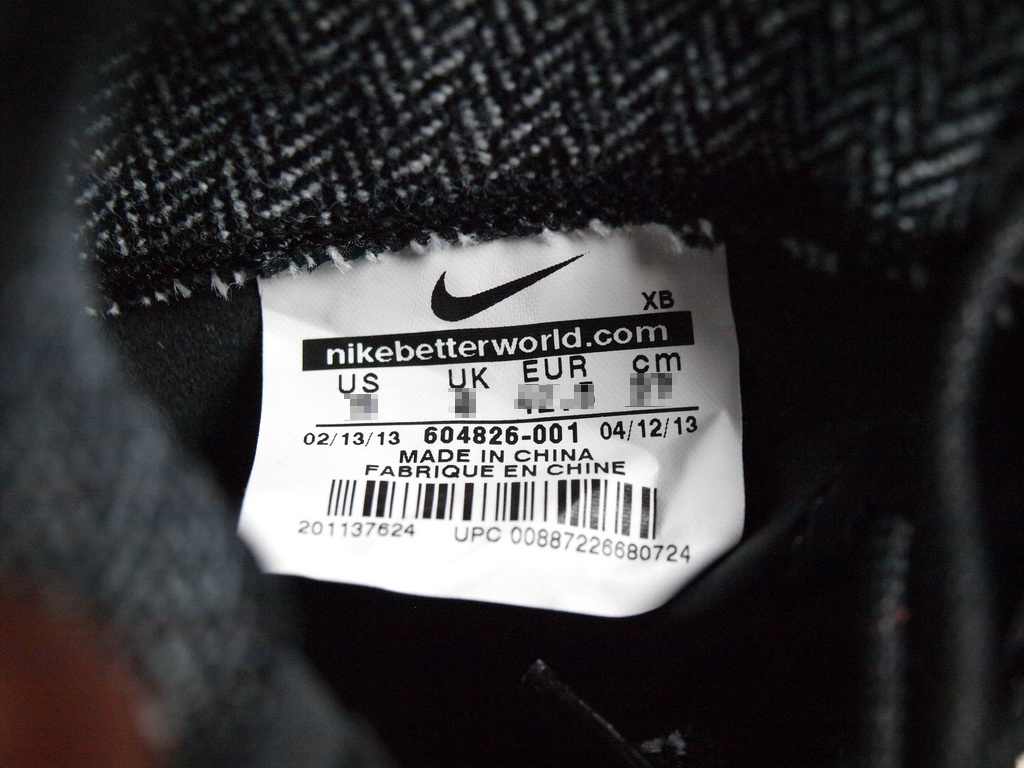 XB
nikebetterworld.com
US UK EUR cm
02/13/13 604826-001 04/12/13
MADE IN CHINA
FABRIQUE EN CHINE
201137624 UPC 00887226680724